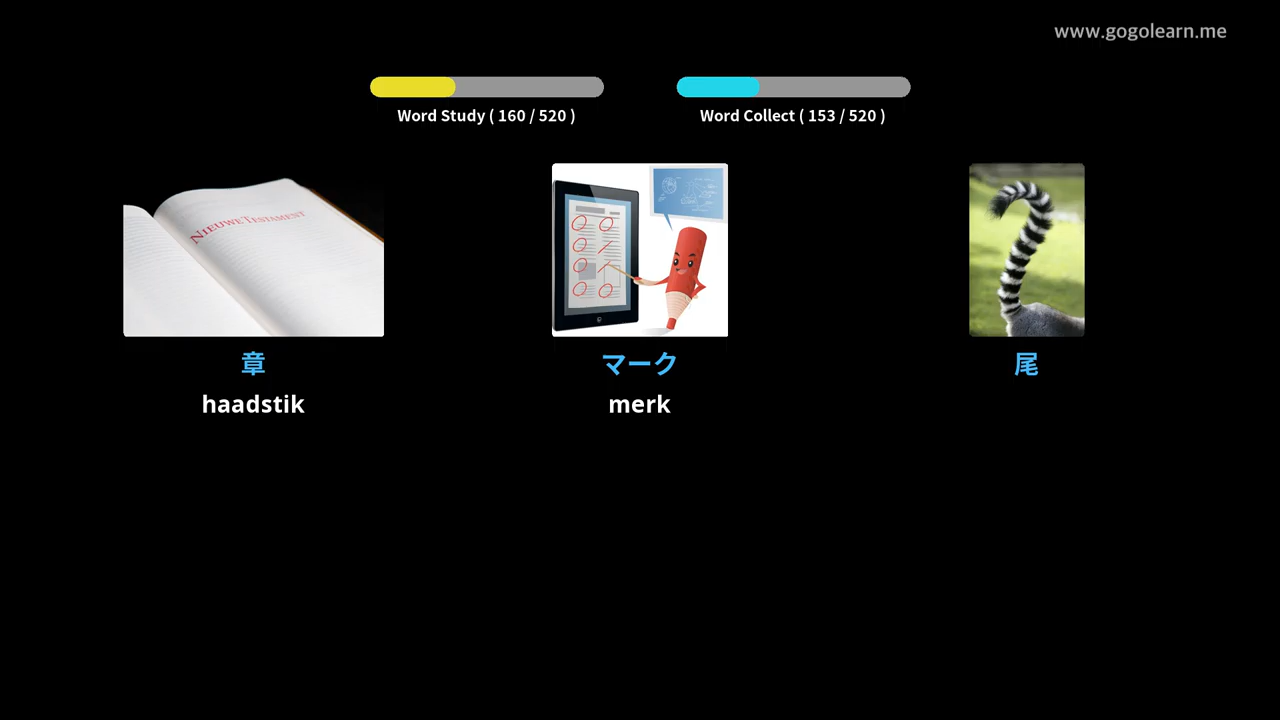 www.gogolearn.me
Word Study ( 160 / 520 )
Word Collect ( 153 / 520 )
NIEUWE TESTAMENT
章
マーク
尾
haadstik
merk